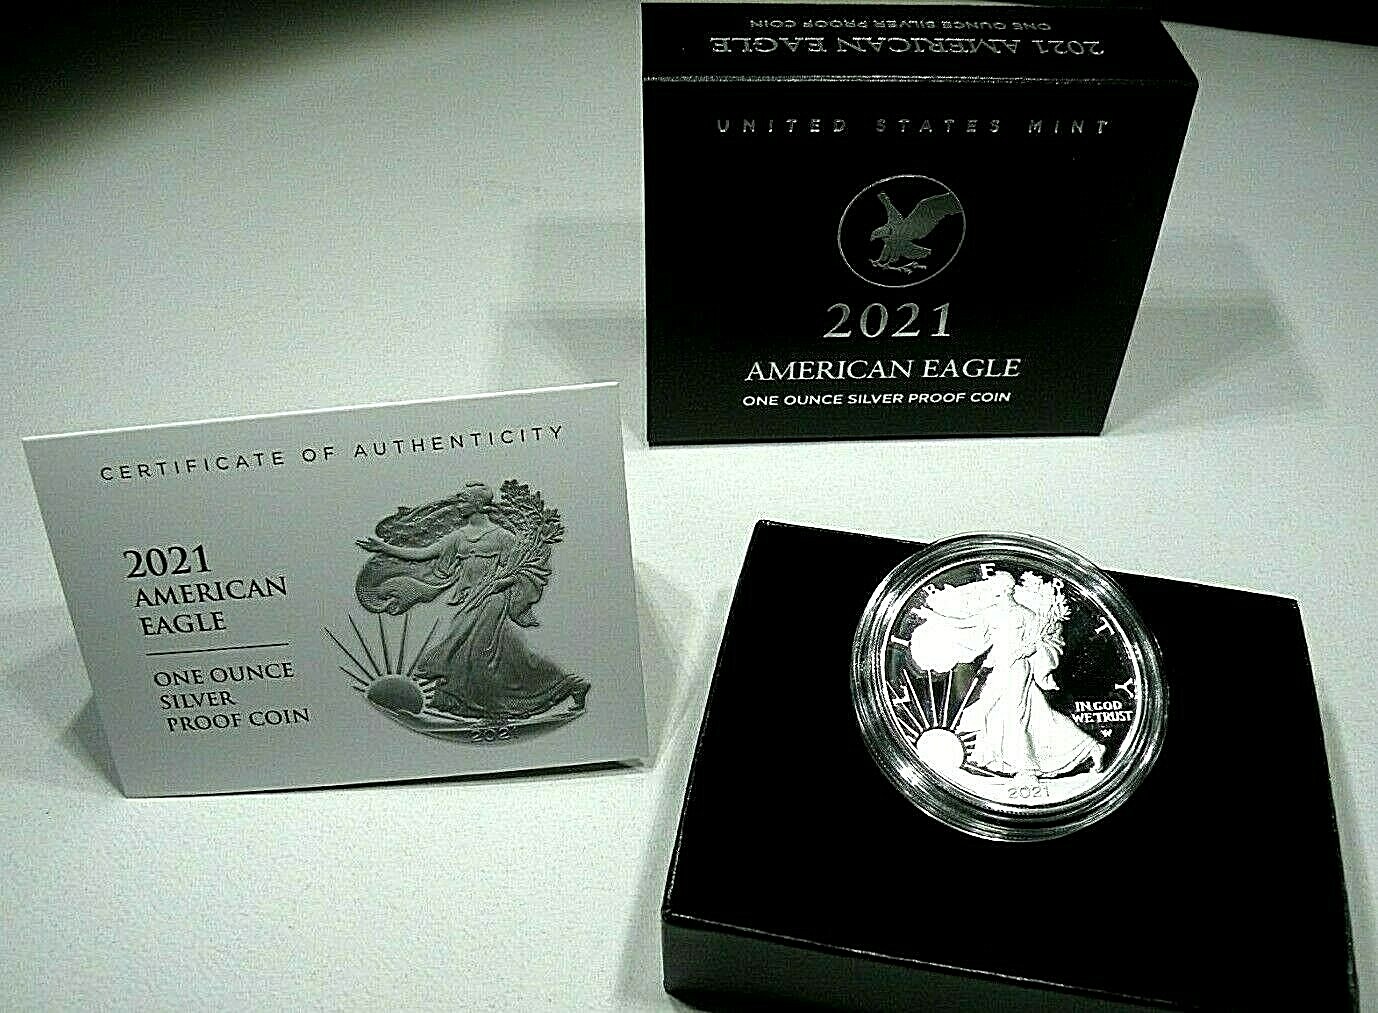 2021 AMERICAN EAGLE
ONE OUNCE SILVER PROOF COIN
UNITED STATES MINT
2021
AMERICAN EAGLE
ONE OUNCE SILVER PROOF COIN
CERTIFICATE OF AUTHENTICITY
2021
AMERICAN
EAGLE
ONE OUNCE
SILVER
PROOF COIN
2021
LIBERTY
IN GOD
WE TRUST
W
2021